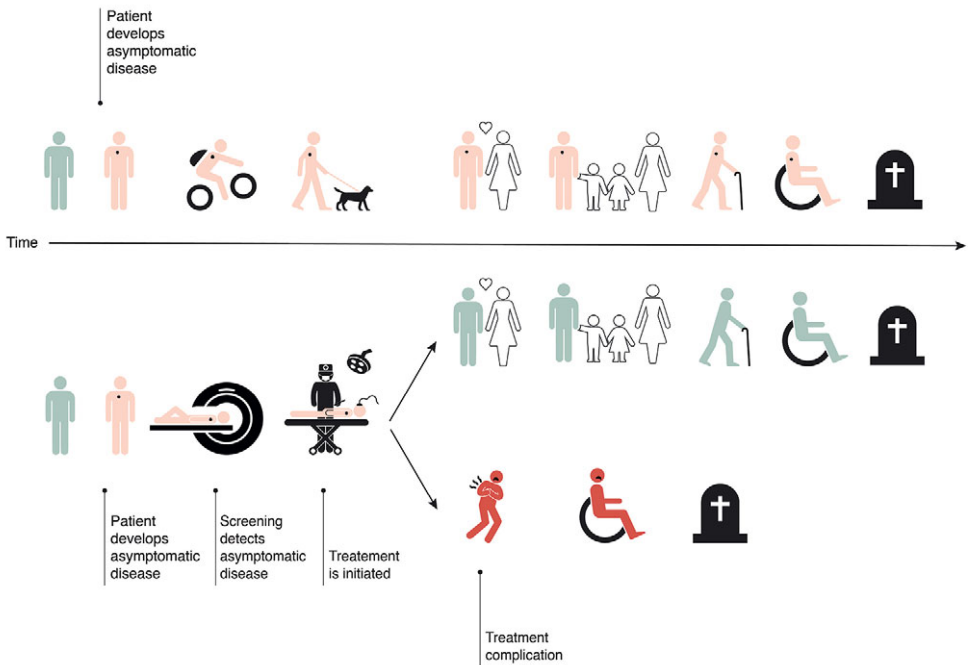 Patient
develops
asymptomatic
disease
Time
Patient
develops
asymptomatic
disease
Screening
detects
asymptomatic
disease
Treatement
is initiated
Treatment
complication